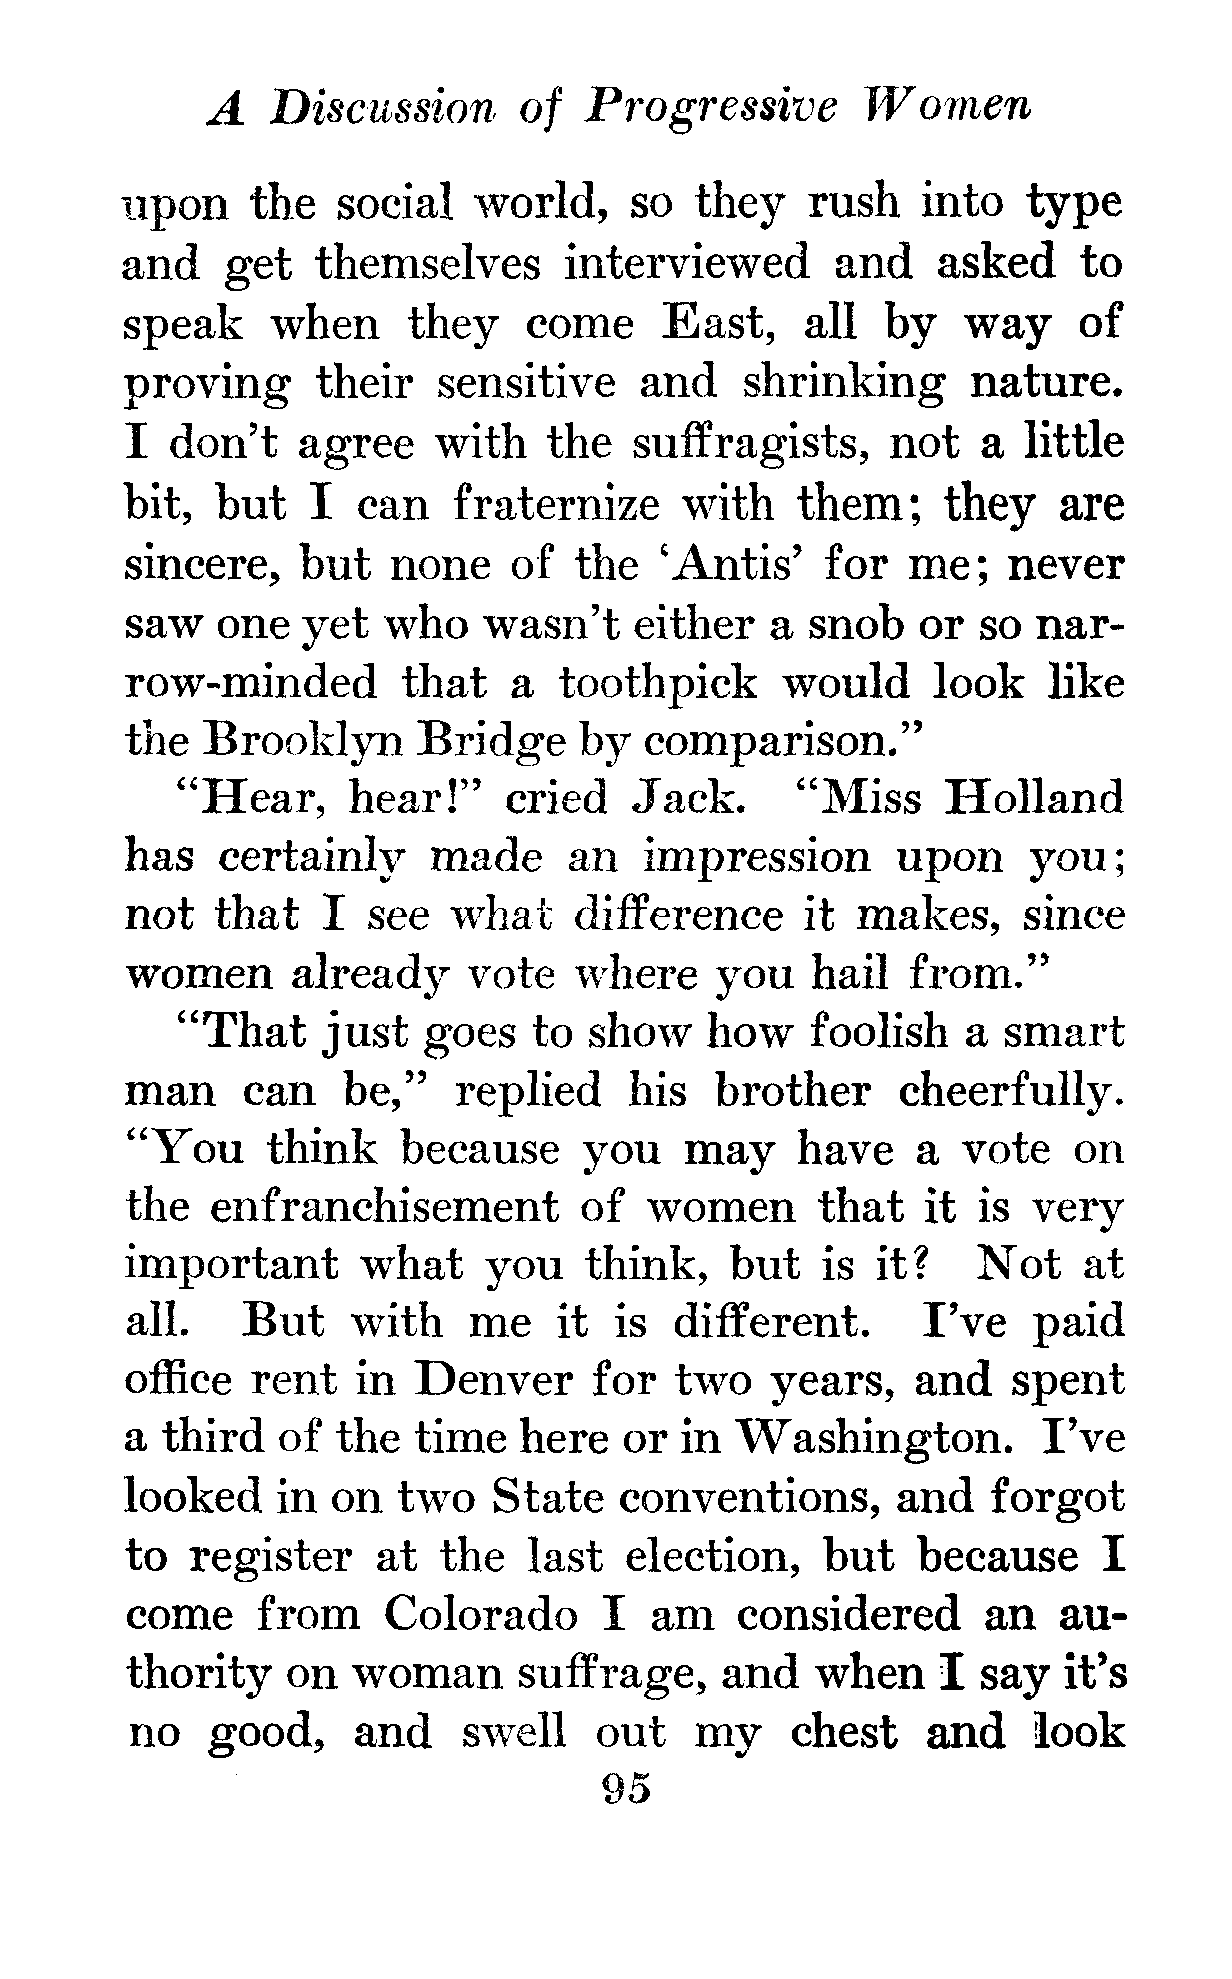 A Discussion of Progressive Women
upon the social world, so they rush into type
and get themselves interviewed and asked to
speak when they come East, all by way of
proving their sensitive and shrinking nature.
I don't agree with the suffragists, not a little
bit, but I can fraternize with them; they are
sincere, but none of the 'Antis' for me; never
saw one yet who wasn't either a snob or so nar-
row-minded that a toothpick would look like
the Brooklyn Bridge by comparison."
"Hear, hear!" cried Jack. "Miss Holland
has certainly made an impression upon you;
not that I see what difference it makes, since
women already vote where you hail from."
"That just goes to show how foolish a smart
man can be," replied his brother cheerfully.
"You think because you may have a vote on
the enfranchisement of women that it is very
important what you think, but is it? Not at
all. But with me it is different. I've paid
office rent in Denver for two years, and spent
a third of the time here or in Washington. I've
looked in on two State conventions, and forgot
to register at the last election, but because I
come from Colorado I am considered an au-
thority on woman suffrage, and when I say it's
no good, and swell out my chest and look
95